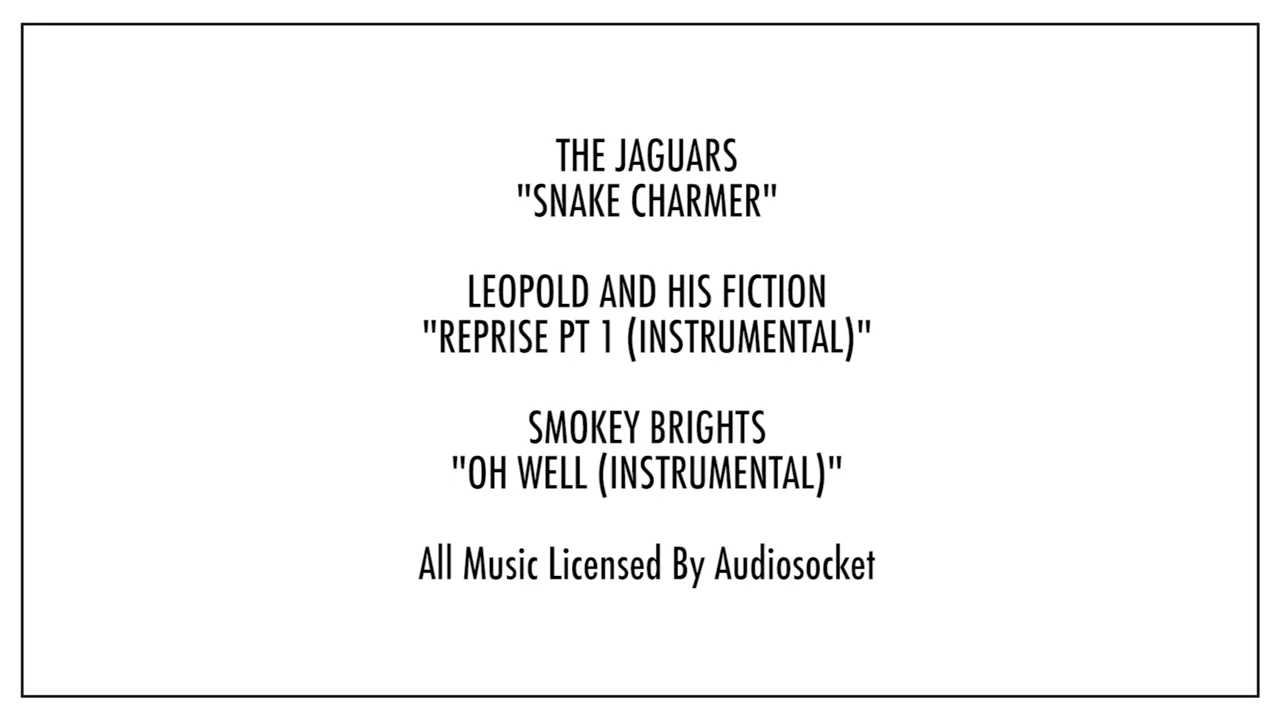 THE JAGUARS
"SNAKE CHARMER"
LEOPOLD AND HIS FICTION
"REPRISE PT 1 (INSTRUMENTAL)"
SMOKEY BRIGHTS
"OH WELL (INSTRUMENTAL)"
All Music Licensed By Audiosocket